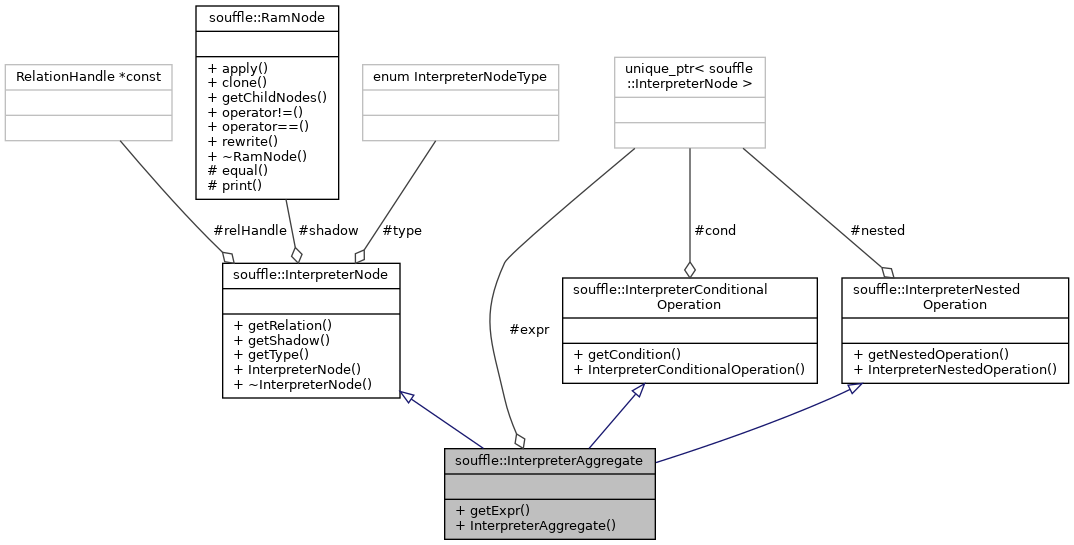 souffle::RamNode
+ apply()
+ clone()
+ getChildNodes()
+ operator!=()
+ operator==()
+ rewrite()
+ ~RamNode()
# equal()
# print()
RelationHandle *const
enum InterpreterNodeType
unique_ptr< souffle
::InterpreterNode >
#relHandle
#shadow
#type
#cond
#nested
souffle::InterpreterNode
+ getRelation()
+ getShadow()
+ getType()
+ InterpreterNode()
+ ~InterpreterNode()
#expr
souffle::InterpreterConditional
Operation
+ getCondition()
+ InterpreterConditionalOperation()
souffle::InterpreterNested
Operation
+ getNestedOperation()
+ InterpreterNestedOperation()
souffle::InterpreterAggregate
+ getExpr()
+ InterpreterAggregate()